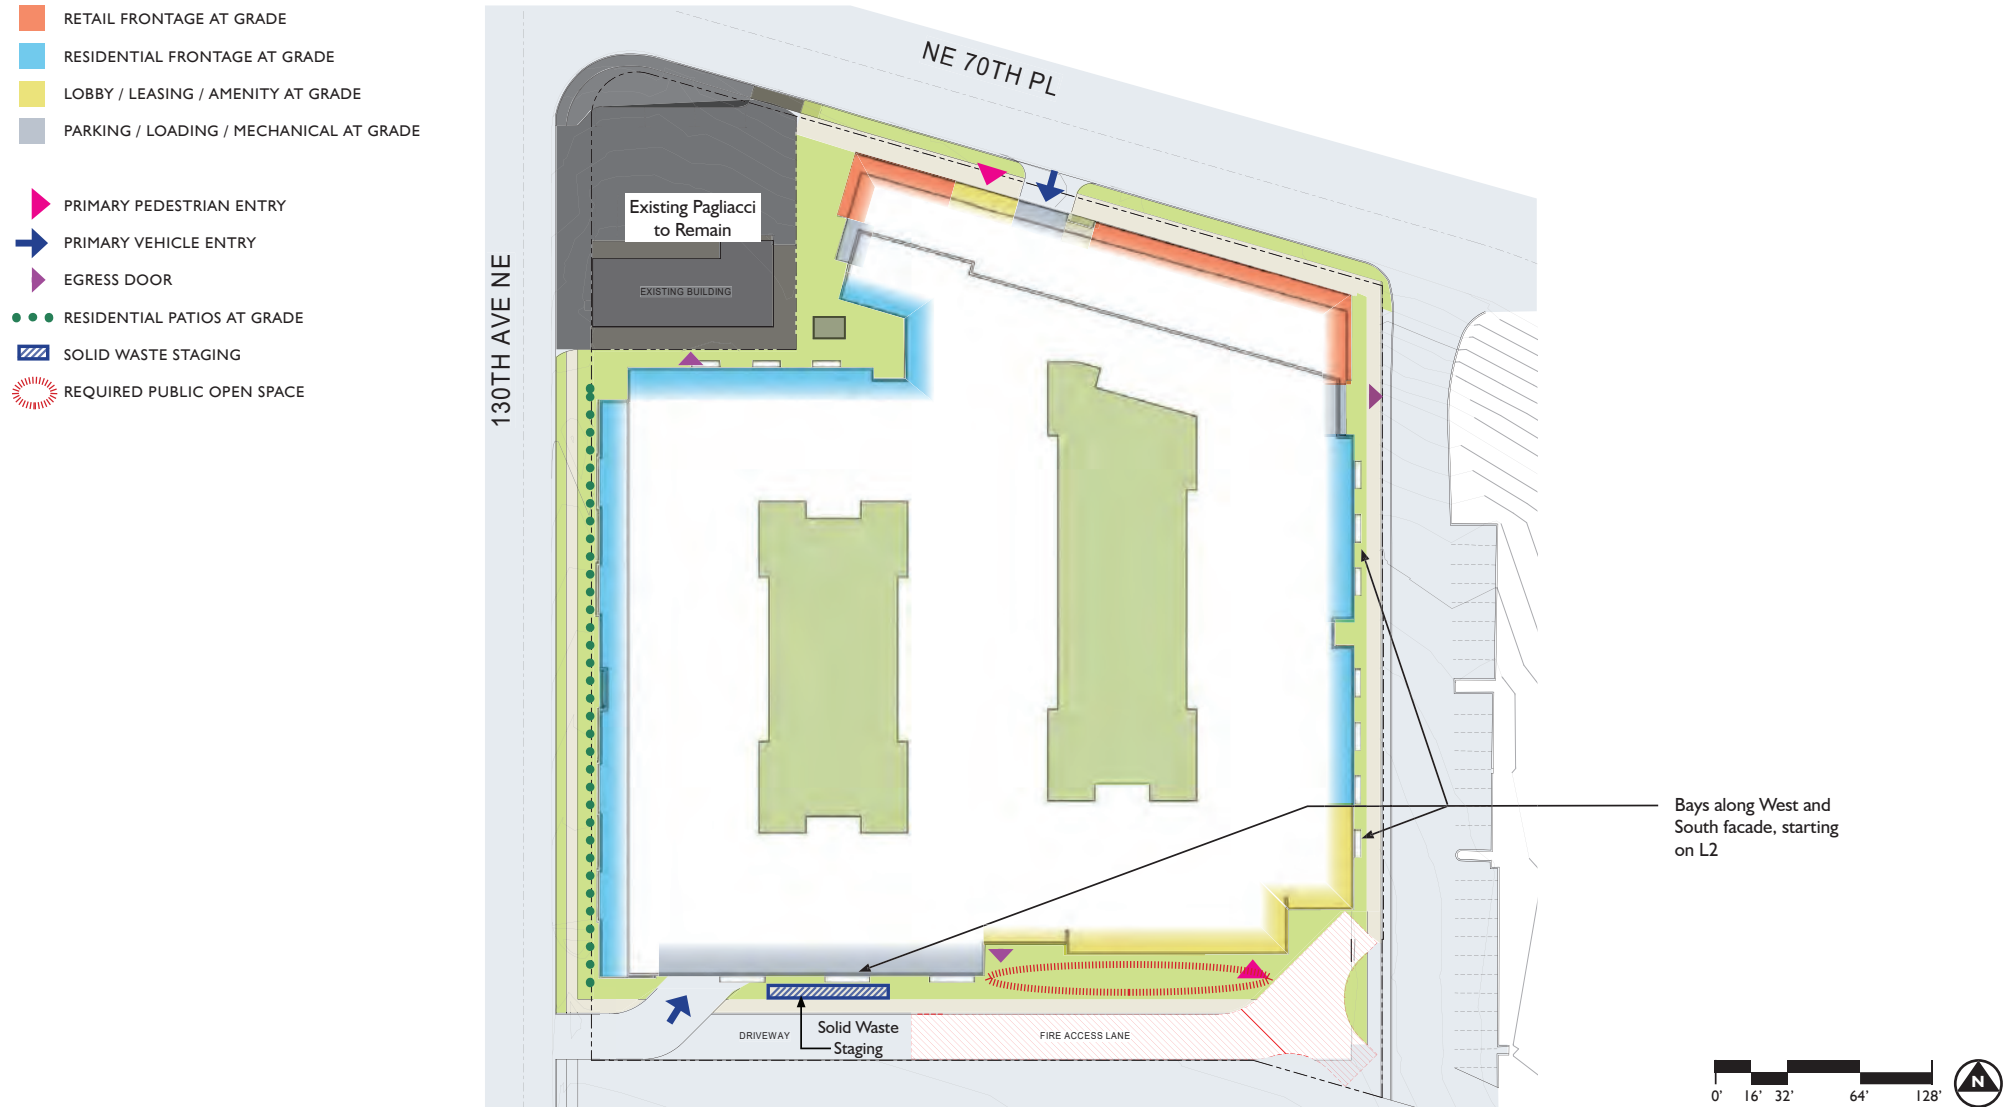 RETAIL FRONTAGE AT GRADE
RESIDENTIAL FRONTAGE AT GRADE
LOBBY / LEASING / AMENITY AT GRADE
PARKING / LOADING / MECHANICAL AT GRADE
PRIMARY PEDESTRIAN ENTRY
PRIMARY VEHICLE ENTRY
EGRESS DOOR
RESIDENTIAL PATIOS AT GRADE
SOLID WASTE STAGING
REQUIRED PUBLIC OPEN SPACE
NE 70TH PL
130TH AVE NE
Existing Pagliacci
to Remain
EXISTING BUILDING
Bays along West and
South facade, starting
on L2
DRIVEWAY
Solid Waste
Staging
FIRE ACCESS LANE
0' 16' 32' 64' 128'
N